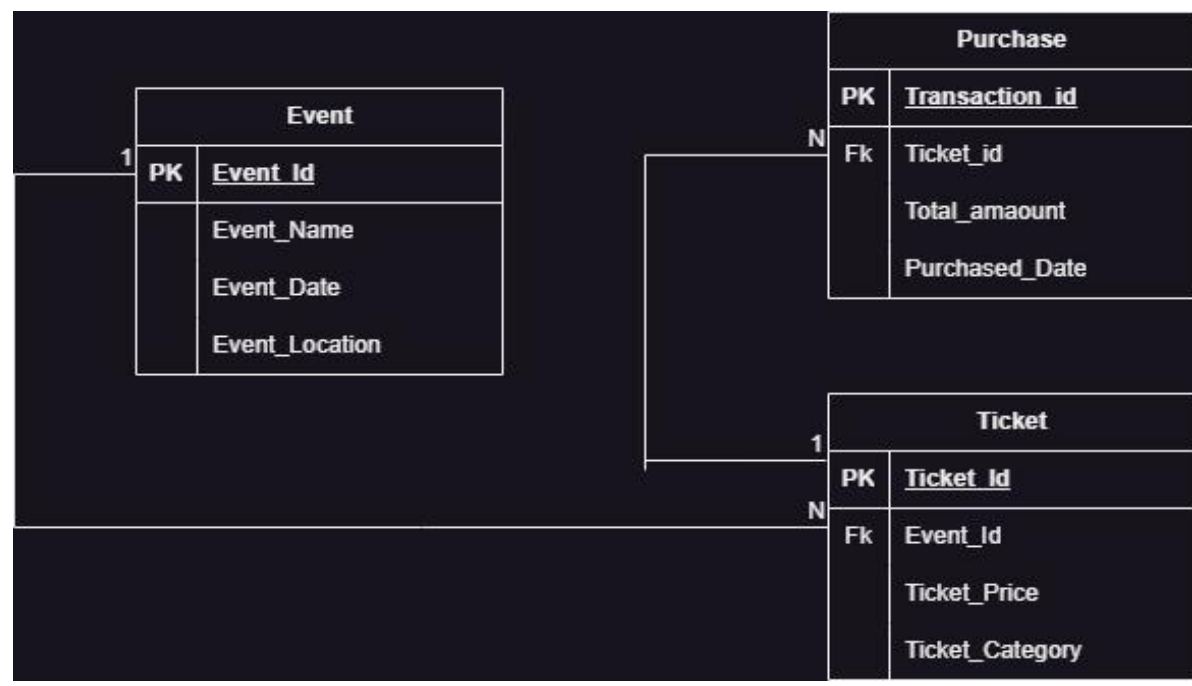 Purchase
PK Transaction_id
N
Fk Ticket_id
Total_amaount
Purchased_Date
Event
1
PK Event_Id
Event_Name
Event_Date
Event_Location
Ticket
1
PK Ticket_Id
N
Fk Event_Id
Ticket_Price
Ticket_Category